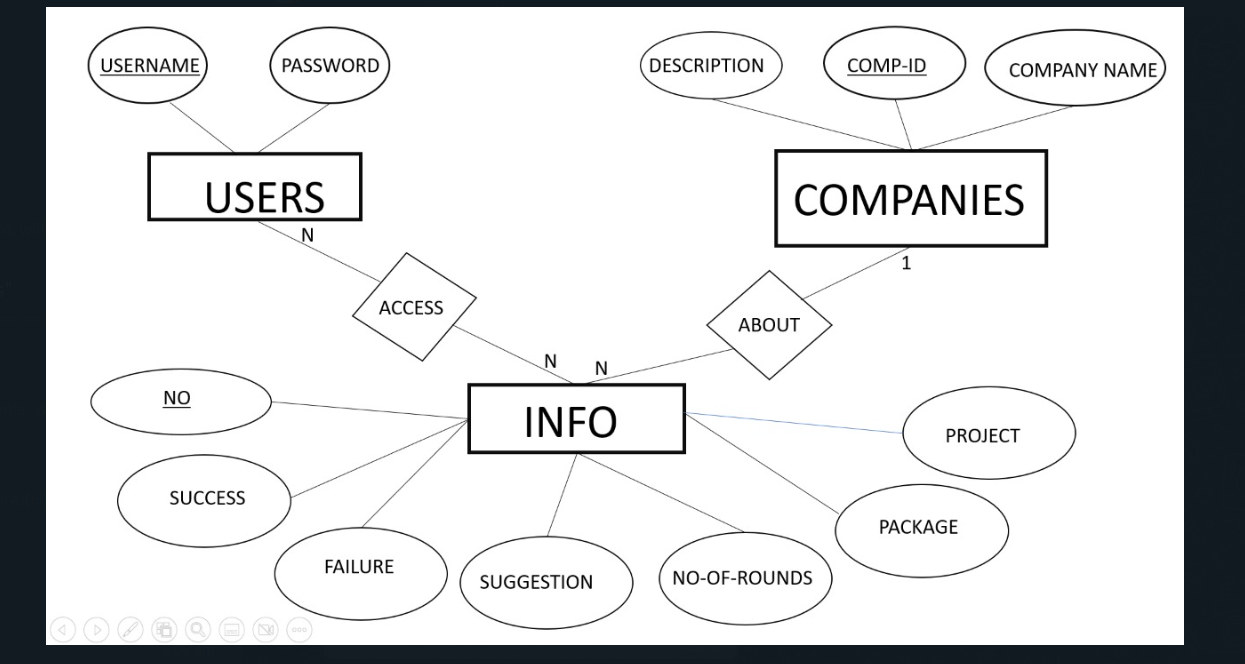 USERNAME
PASSWORD
DESCRIPTION
COMP-ID
COMPANY NAME
USERS
COMPANIES
N
1
ACCESS
ABOUT
N
N
NO
INFO
PROJECT
SUCCESS
PACKAGE
FAILURE
SUGGESTION
NO-OF-ROUNDS